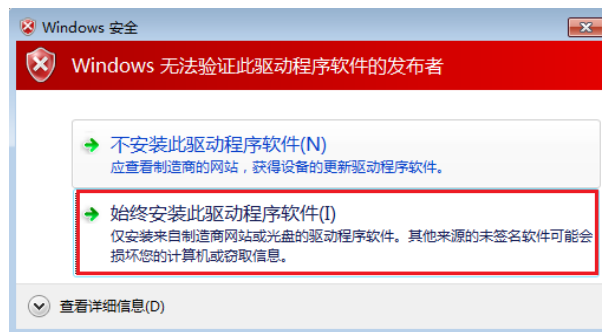 Windows 安全
Windows 无法验证此驱动程序软件的发布者
不安装此驱动程序软件(N)
应查看制造商的网站，获得设备的更新驱动程序软件。
始终安装此驱动程序软件(I)
仅安装来自制造商网站或光盘的驱动程序软件。其他来源的未签名软件可能会
损坏您的计算机或窃取信息。
查看详细信息(D)